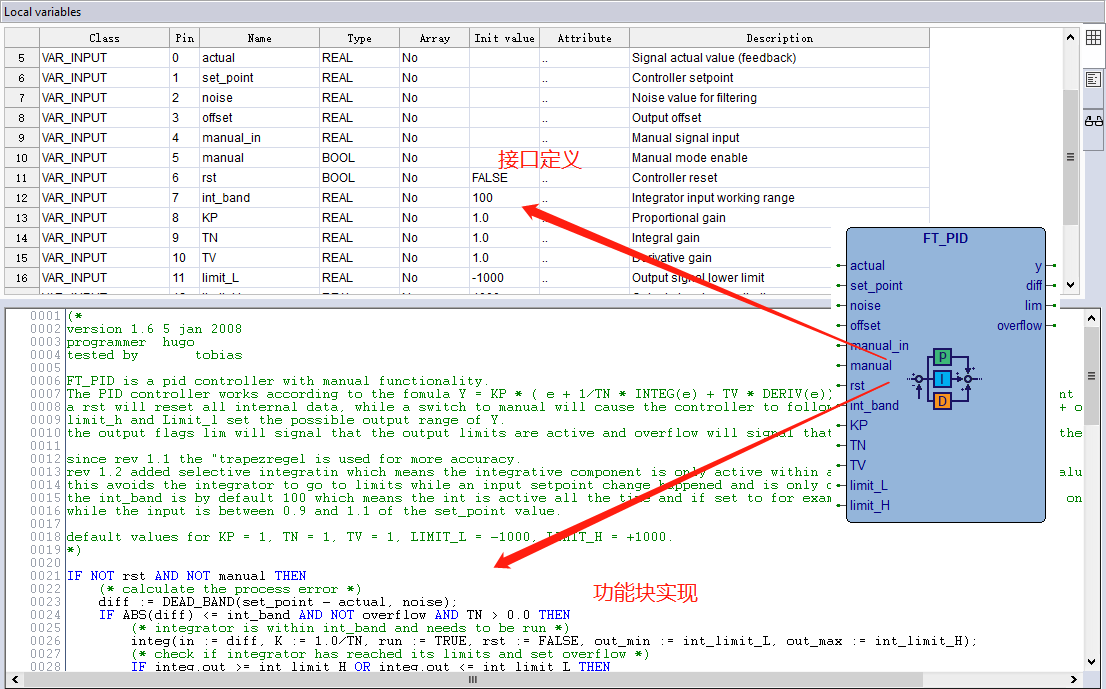 Local variables
Class Pin Name Type Array Init value Attribute Description
5 VAR_INPUT 0 actual REAL No .. Signal actual value (feedback)
6 VAR_INPUT 1 set_point REAL No .. Controller setpoint
7 VAR_INPUT 2 noise REAL No .. Noise value for filtering
8 VAR_INPUT 3 offset REAL No .. Output offset
9 VAR_INPUT 4 manual_in REAL No .. Manual signal input
10 VAR_INPUT 5 manual BOOL No .. Manual mode enable
接口定义
11 VAR_INPUT 6 rst BOOL No FALSE .. Controller reset
12 VAR_INPUT 7 int_band REAL No 100 .. Integrator input working range
13 VAR_INPUT 8 KP REAL No 1.0 .. Proportional gain
14 VAR_INPUT 9 TN REAL No 1.0 .. Integral gain
15 VAR_INPUT 10 TV REAL No 1.0 .. Derivative gain
16 VAR_INPUT 11 limit_L REAL No -1000 .. Output signal lower limit
FT_PID
actual y
set_point diff
noise lim
offset overflow
manual_in
manual
rst
int_band
KP
TN
TV
limit_L
limit_H
P
I
D
0001 (*
0002 version 1.6 5 jan 2008
0003 programmer hugo
0004 tested by tobias
0005
0006 FT_PID is a pid controller with manual functionality.
0007 The PID controller works according to the fomula Y = KP * ( e + 1/TN * INTEG(e) + TV * DERIV(e)
0008 a rst will reset all internal data, while a switch to manual will cause the controller to follo
0009 limit_h and Limit_l set the possible output range of Y.
0010 the output flags lim will signal that the output limits are active and overflow will signal that the
0011
0012 since rev 1.1 the "trapezregel is used for more accuracy.
0013 rev 1.2 added selective integratin which means the integrative component is only active within a
0014 this avoids the integrator to go to limits while an input setpoint change happened and is only
0015 the int_band is by default 100 which means the int is active all the time and if set to for exam on
0016 while the input is between 0.9 and 1.1 of the set_point value.
0017
0018 default values for KP = 1, TN = 1, TV = 1, LIMIT_L = -1000, LIMIT_H = +1000.
0019 *)
0020
0021 IF NOT rst AND NOT manual THEN
0022 (* calculate the process error *)
0023 diff := DEAD_BAND(set_point - actual, noise);
0024 IF ABS(diff) <= int_band AND NOT overflow AND TN > 0.0 THEN
0025 (* integrator is within int_band and needs to be run *)
0026 integ(in := diff, K := 1.0/TN, run := TRUE, rst := FALSE, out_min := int_limit_L, out_max := int_limit_H);
0027 (* check if integrator has reached its limits and set overflow *)
0028 IF integ.out >= int_limit_H OR integ.out <= int_limit_L THEN
功能块实现